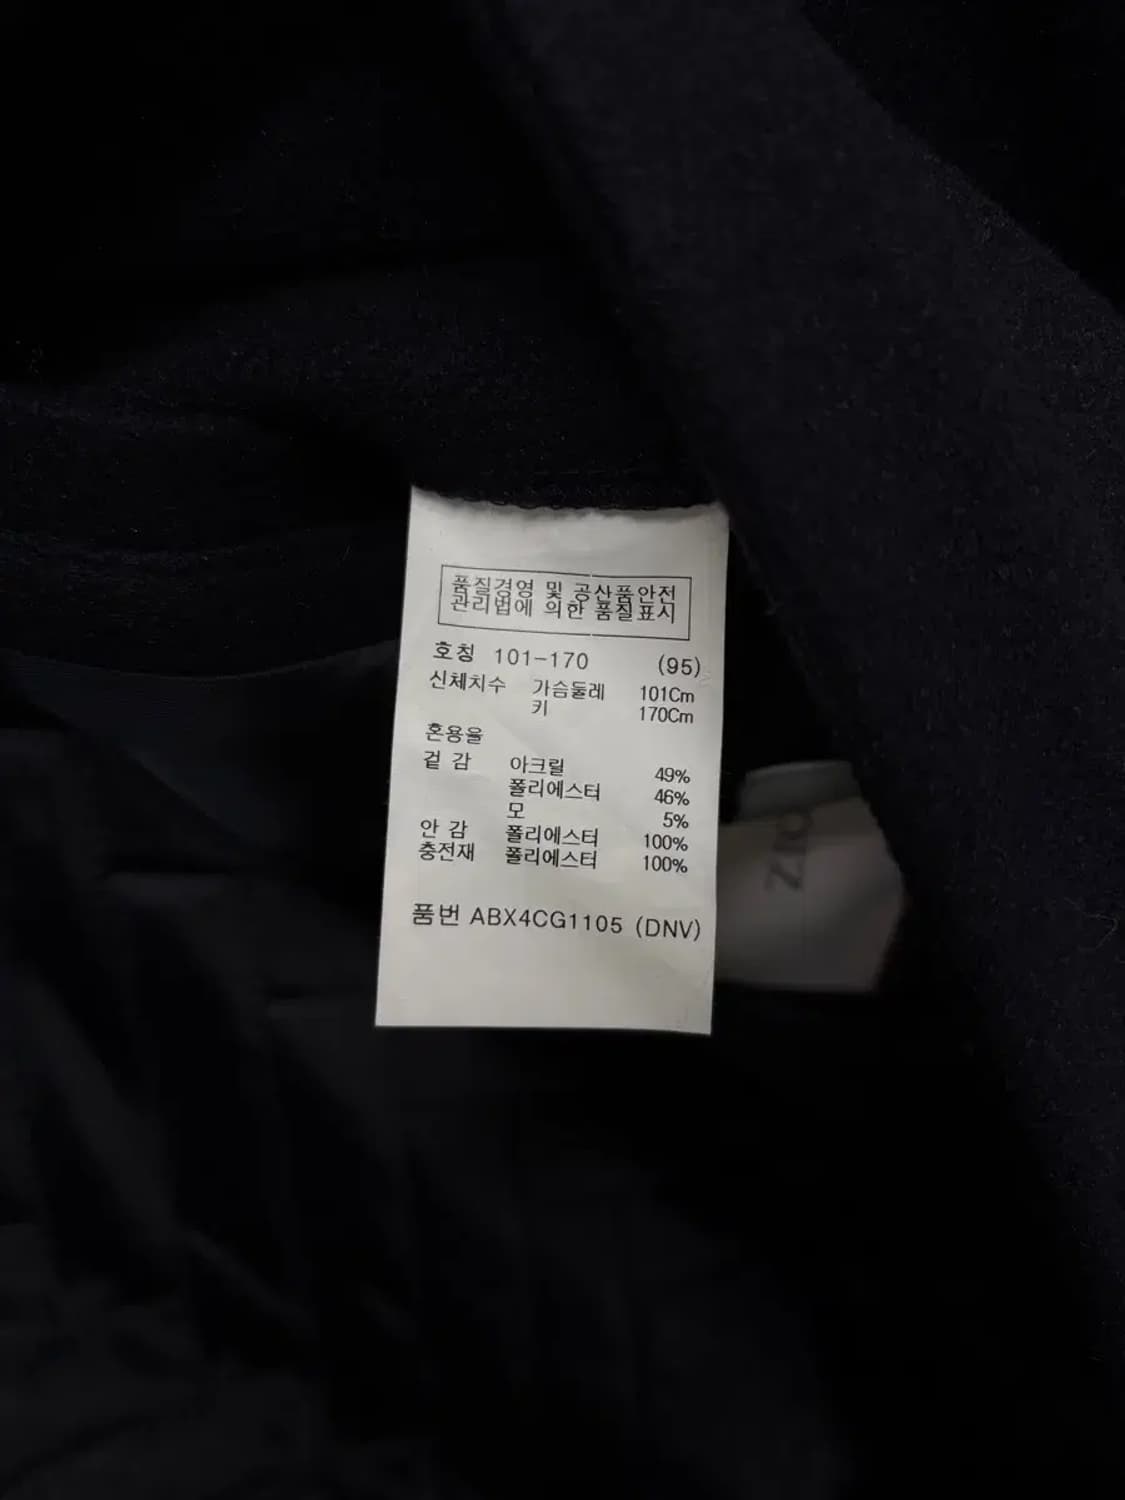 품질경영 및 공산품안전
관리법에 의한 품질표시
호칭 101-170 (95)
신체치수 가슴둘레 101Cm
키 170Cm
혼용율
겉 감 아크릴 49%
폴리에스터 46%
모 5%
안 감 폴리에스터 100%
충전재 폴리에스터 100%
품번 ABX4CG1105 (DNV)